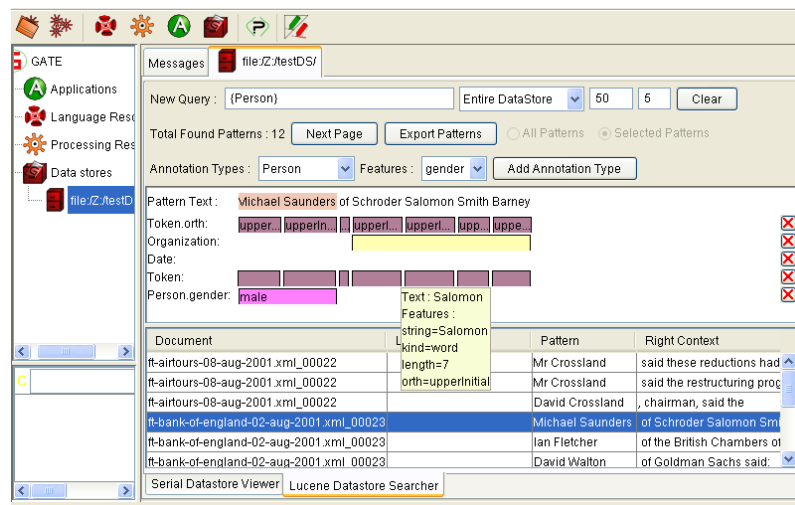 GATE
Applications
Language Reso
Processing Res
Data stores
file:/Z:/testD
Messages file:/Z:/testDS/
New Query : {Person} Entire DataStore 50 5 Clear
Total Found Patterns : 12 Next Page Export Patterns All Patterns Selected Patterns
Annotation Types : Person Features : gender Add Annotation Type
Pattern Text : Michael Saunders of Schroder Salomon Smith Barney
Token.orth: upper... upperIn... ... upperI... upperI... upp... uppe...
Organization:
Date:
Token:
Person.gender: male
Text : Salomon
Features :
string=Salomon
kind=word
length=7
orth=upperInitial
Document L Pattern Right Context
ft-airtours-08-aug-2001.xml_00022 Mr Crossland said these reductions had
ft-airtours-08-aug-2001.xml_00022 Mr Crossland said the restructuring prog
ft-airtours-08-aug-2001.xml_00022 David Crossland , chairman, said the
ft-bank-of-england-02-aug-2001.xml_00023 Michael Saunders of Schroder Salomon Smi
ft-bank-of-england-02-aug-2001.xml_00023 Ian Fletcher of the British Chambers of
ft-bank-of-england-02-aug-2001.xml_00023 David Walton of Goldman Sachs said:
C
Serial Datastore Viewer Lucene Datastore Searcher